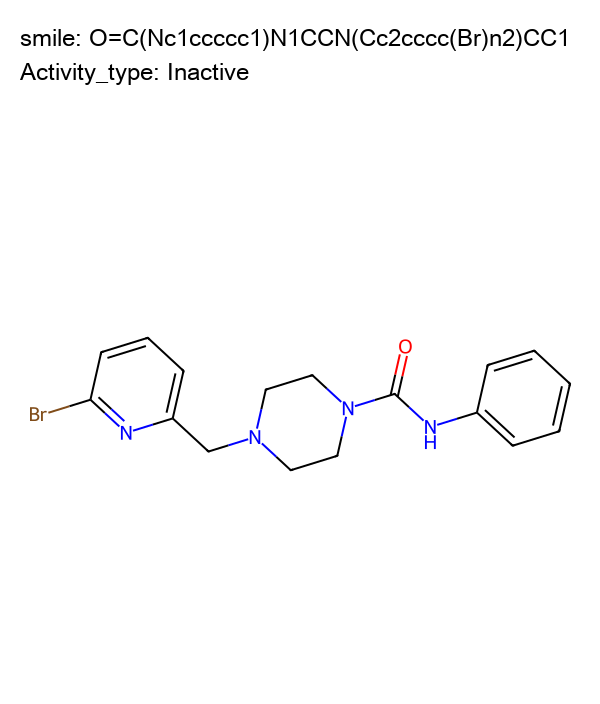 smile: O=C(Nc1ccccc1)N1CCN(Cc2cccc(Br)n2)CC1
Activity_type: Inactive
O
Br
N
N
N
N
H